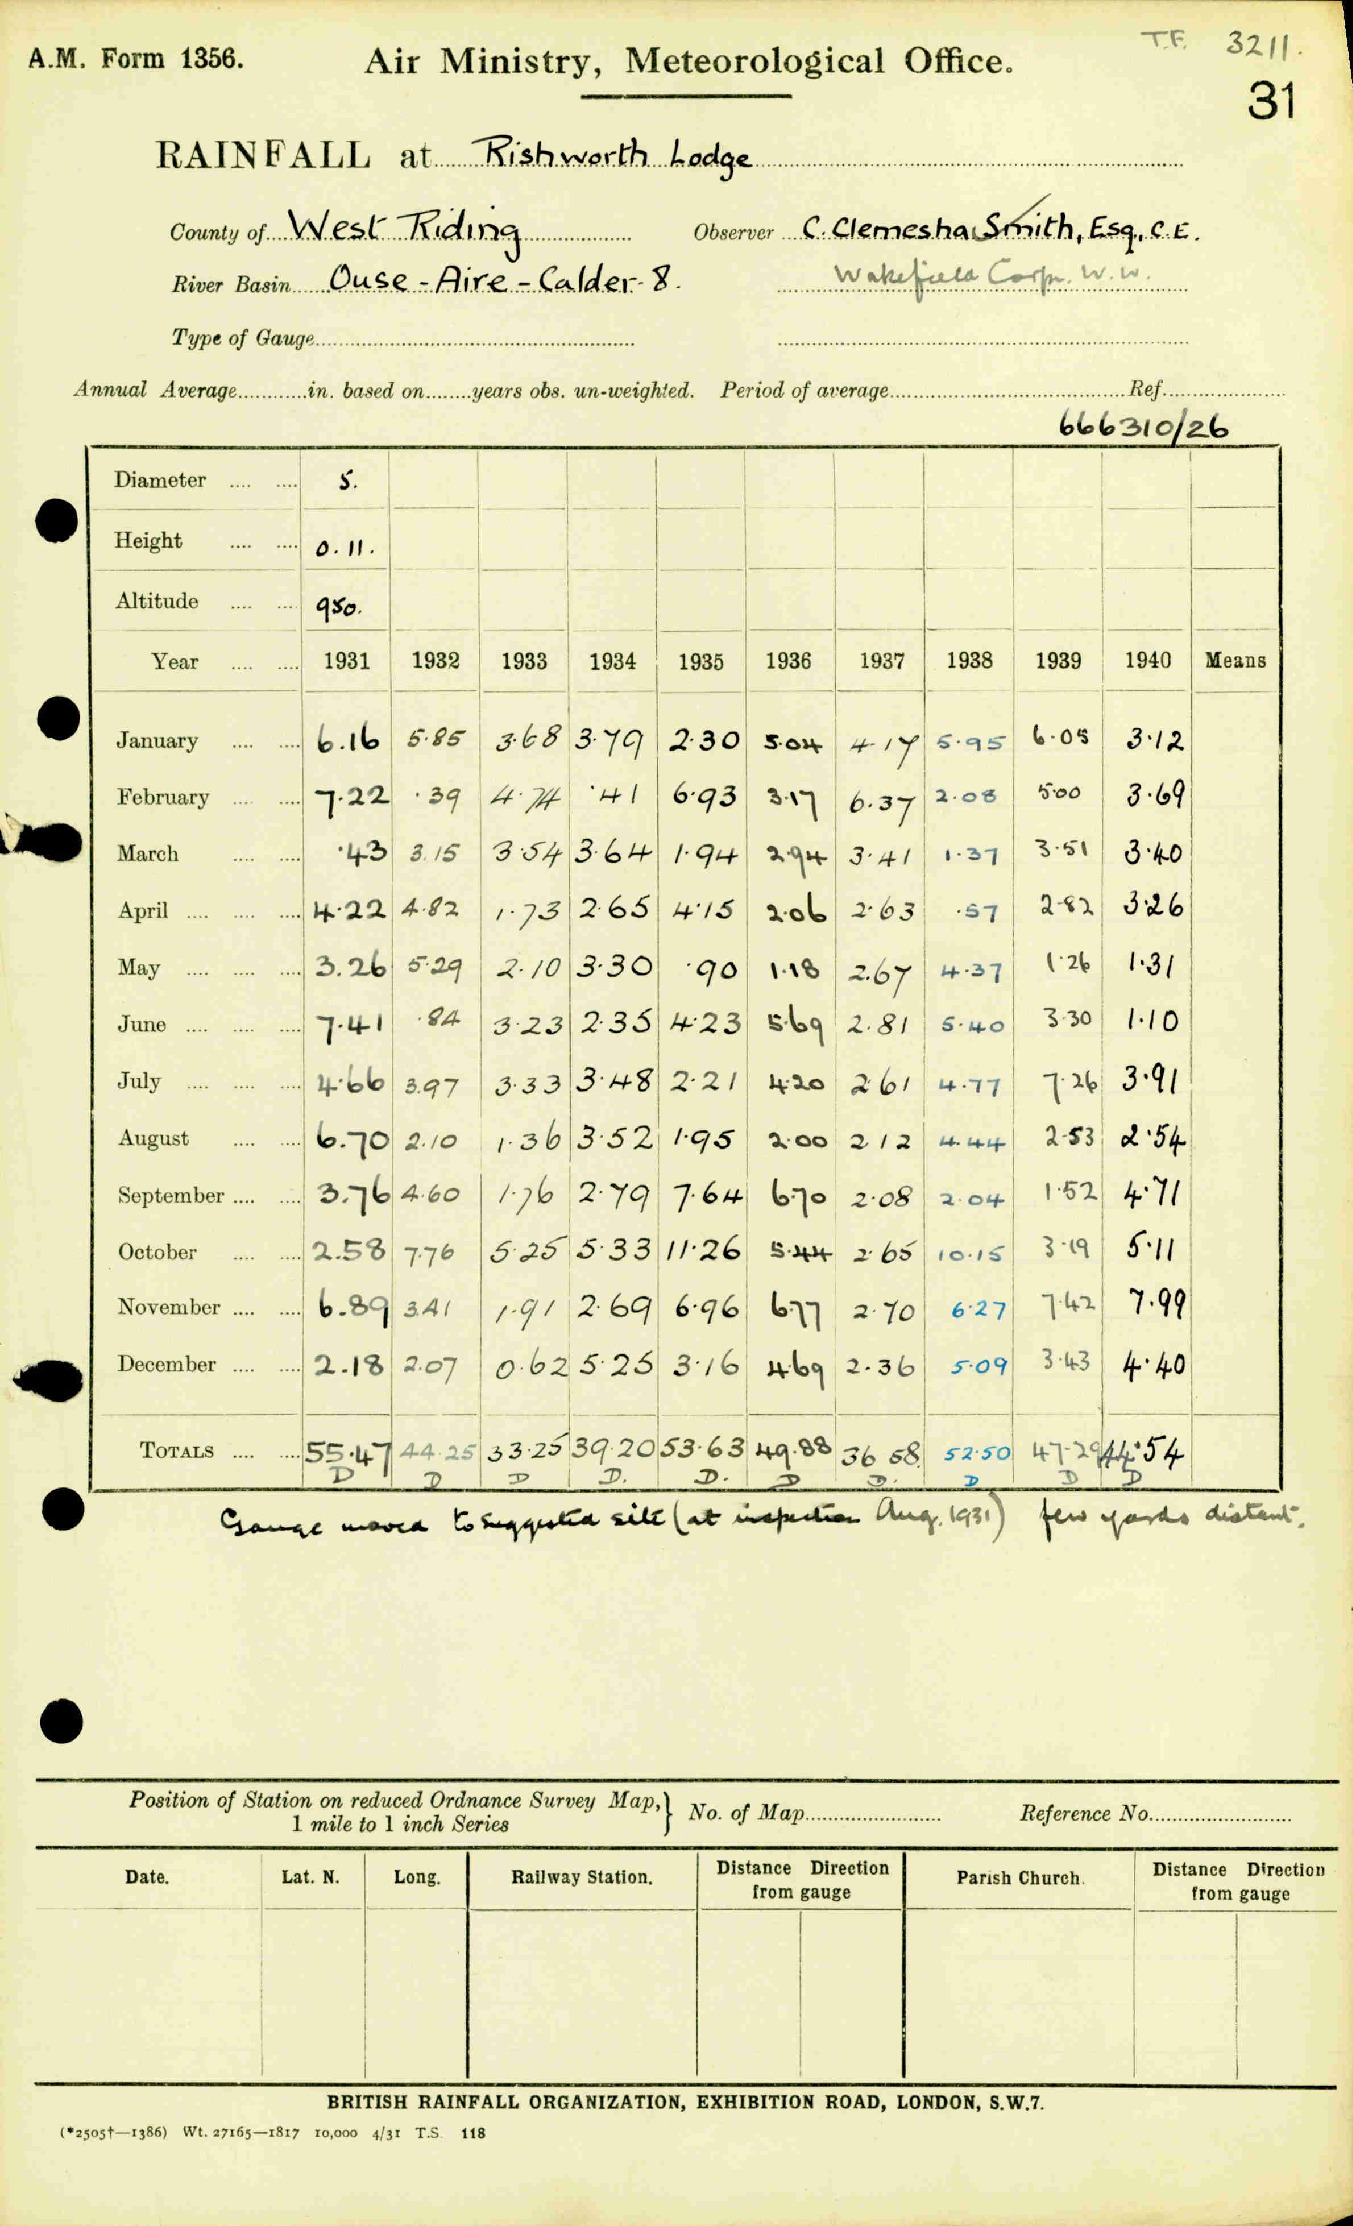 T.F. 3211.
A.M. Form 1356. Air Ministry, Meteorological Office.
31
RAINFALL at Rishworth Lodge
County of West Riding Observer C. Clemesha Smith, Esq., C.E.
River Basin Ouse - Aire - Calder - 8. Wakefield Corpn. W.W.
Type of Gauge
Annual Average in. based on years obs. un-weighted. Period of average Ref.
666310/26
Diameter 5.
Height 0.11.
Altitude 950.
Year 1931 1932 1933 1934 1935 1936 1937 1938 1939 1940 Means
January 6.16 5.85 3.68 3.79 2.30 5.04 4.17 5.95 6.05 3.12
February 7.22 .39 4.74 .41 6.93 3.17 6.37 2.08 5.00 3.69
March .43 3.15 3.54 3.64 1.94 2.94 3.41 1.37 3.51 3.40
April 4.22 4.82 1.73 2.65 4.15 2.06 2.63 .57 2.82 3.26
May 3.26 5.29 2.10 3.30 .90 1.18 2.67 4.37 1.26 1.31
June 7.41 .84 3.23 2.35 4.23 5.69 2.81 5.40 3.30 1.10
July 4.66 3.97 3.33 3.48 2.21 4.20 2.61 4.77 7.26 3.91
August 6.70 2.10 1.36 3.52 1.95 2.00 2.12 4.44 2.53 2.54
September 3.76 4.60 1.76 2.79 7.64 6.70 2.08 2.04 1.52 4.71
October 2.58 7.76 5.25 5.33 11.26 5.44 2.65 10.15 3.19 5.11
November 6.89 3.41 1.91 2.69 6.96 6.77 2.70 6.27 7.42 7.99
December 2.18 2.07 0.62 5.25 3.16 4.69 2.36 5.09 3.43 4.40
TOTALS 55.47 44.25 33.25 39.20 53.63 49.88 36.58 52.50 47.29 44.54
D D D D. D. D D. D D D
Gauge moved to suggested site (at inspection Aug. 1931) few yards distant.
Position of Station on reduced Ordnance Survey Map, } No. of Map Reference No.
1 mile to 1 inch Series
Date. Lat. N. Long. Railway Station. Distance Direction from gauge Parish Church. Distance Direction from gauge
BRITISH RAINFALL ORGANIZATION, EXHIBITION ROAD, LONDON, S.W.7.
(*2505†—1386) Wt. 27165—1817 10,000 4/31 T.S. 118